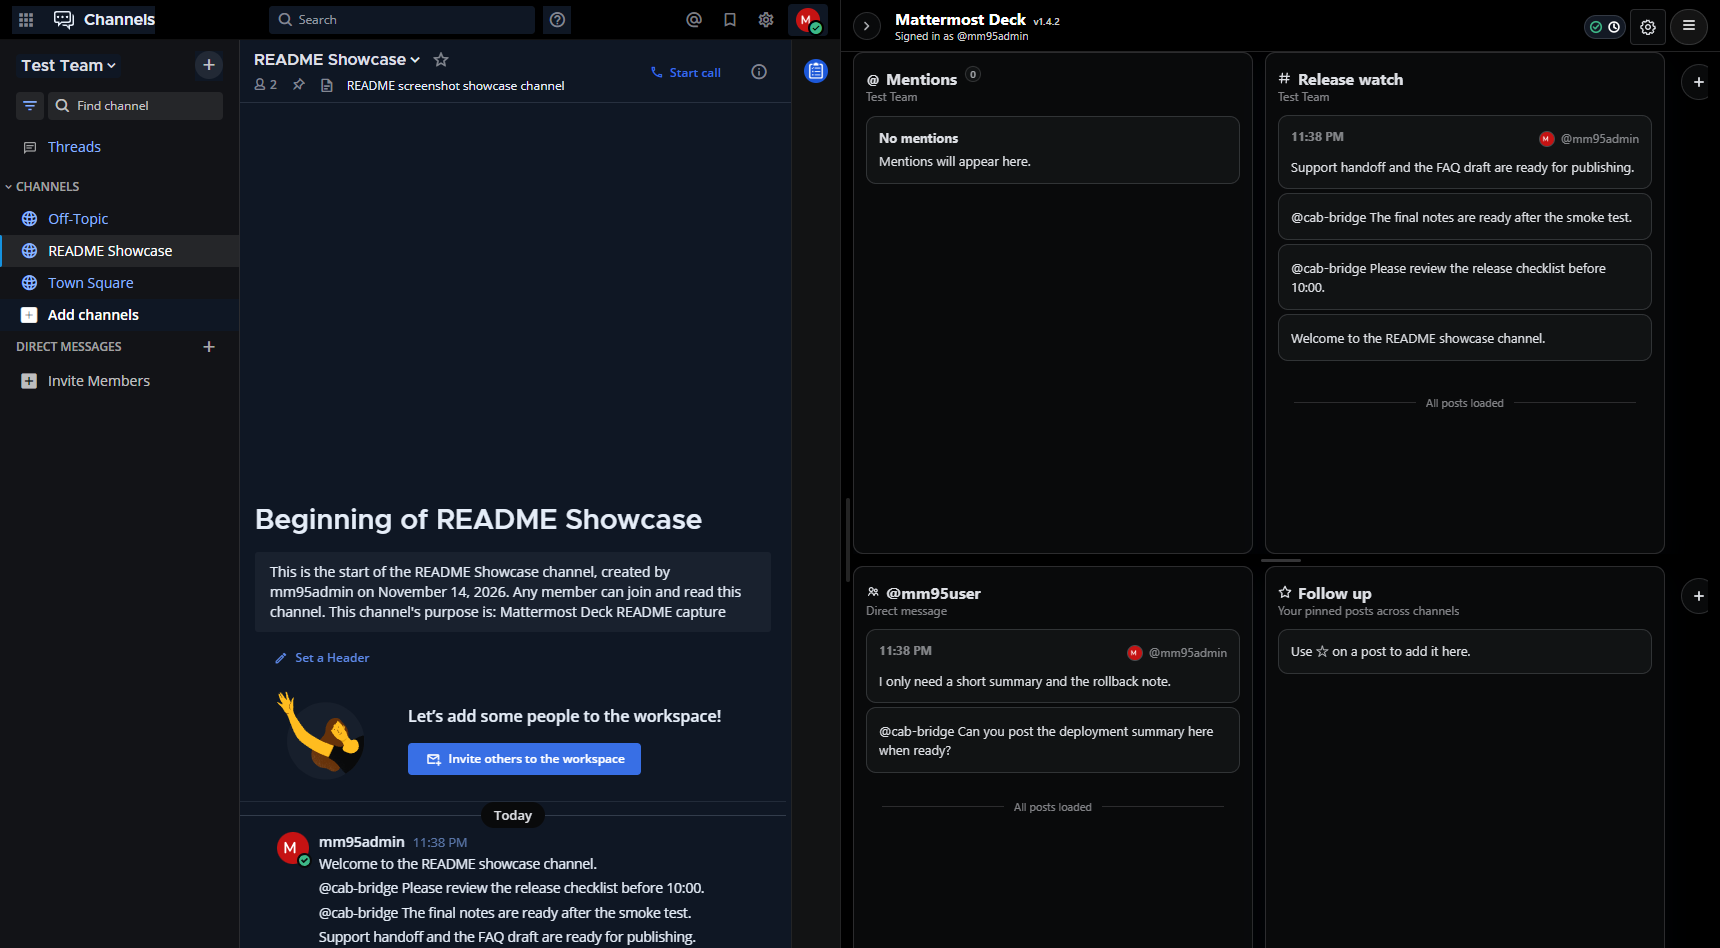 Channels
Search
M
Test Team
Find channel
Threads
CHANNELS
Off-Topic
README Showcase
Town Square
Add channels
DIRECT MESSAGES
Invite Members
README Showcase
2
README screenshot showcase channel
Start call
Beginning of README Showcase
This is the start of the README Showcase channel, created by
mm95admin on November 14, 2026. Any member can join and read this
channel. This channel's purpose is: Mattermost Deck README capture
Set a Header
Let's add some people to the workspace!
Invite others to the workspace
Today
M
mm95admin 11:38 PM
Welcome to the README showcase channel.
@cab-bridge Please review the release checklist before 10:00.
@cab-bridge The final notes are ready after the smoke test.
Support handoff and the FAQ draft are ready for publishing.
Mattermost Deck v1.4.2
Signed in as @mm95admin
@ Mentions 0
Test Team
No mentions
Mentions will appear here.
# Release watch
Test Team
11:38 PM M @mm95admin
Support handoff and the FAQ draft are ready for publishing.
@cab-bridge The final notes are ready after the smoke test.
@cab-bridge Please review the release checklist before
10:00.
Welcome to the README showcase channel.
All posts loaded
@mm95user
Direct message
11:38 PM M @mm95admin
I only need a short summary and the rollback note.
@cab-bridge Can you post the deployment summary here
when ready?
All posts loaded
☆ Follow up
Your pinned posts across channels
Use ☆ on a post to add it here.